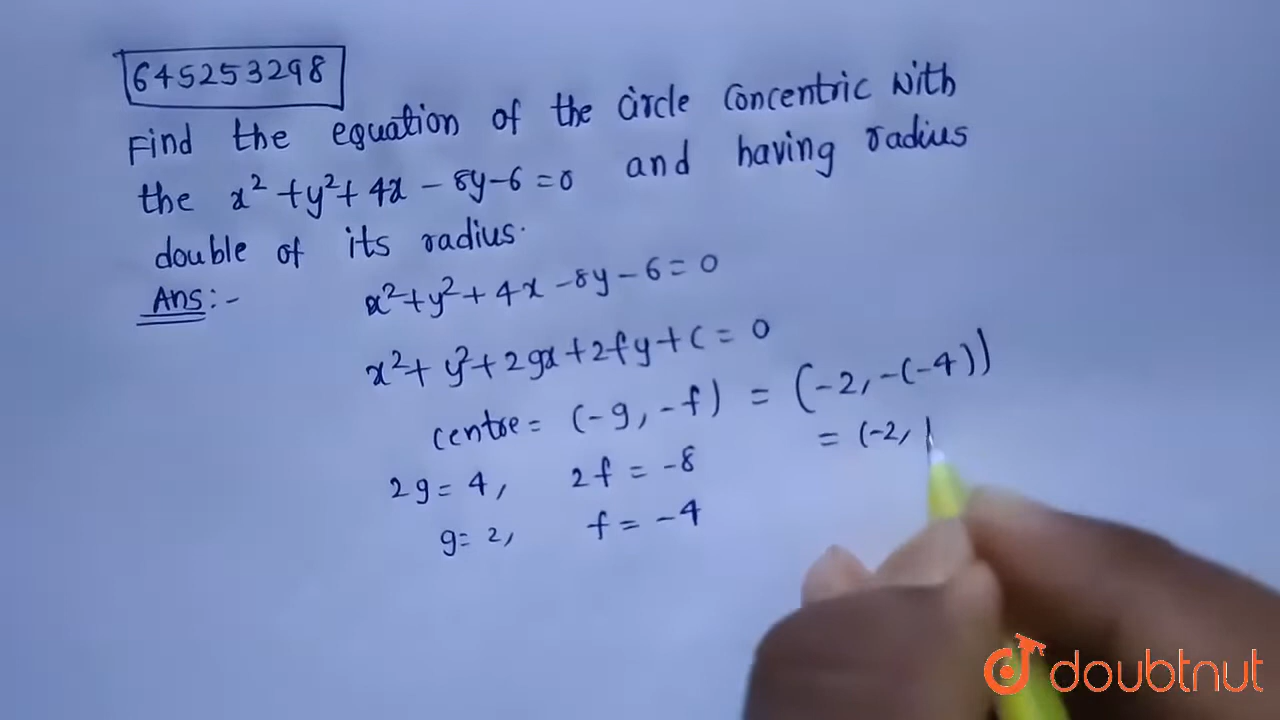 645253298
Find the equation of the circle concentric with
the x² + y² + 4x - 8y - 6 = 0 and having radius
double of its radius.
Ans:- x² + y² + 4x - 8y - 6 = 0
x² + y² + 2gx + 2fy + c = 0
centre = (-g, -f) = (-2, -(-4))
= (-2,
2g = 4, 2f = -8
g = 2, f = -4
doubtnut